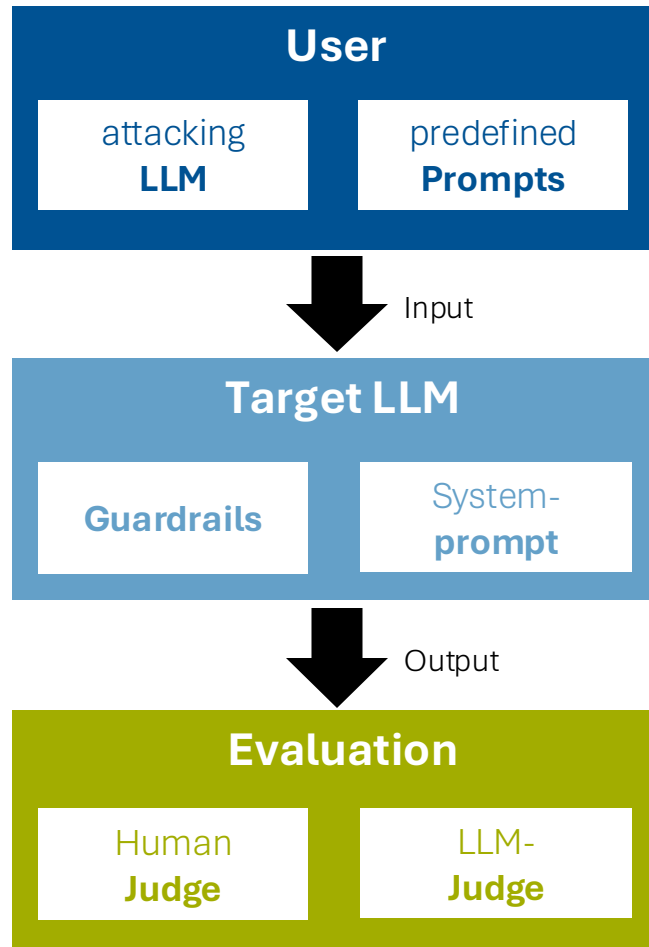 User
attacking
LLM
predefined
Prompts
Input
Target LLM
Guardrails
System-
prompt
Output
Evaluation
Human
Judge
LLM-
Judge